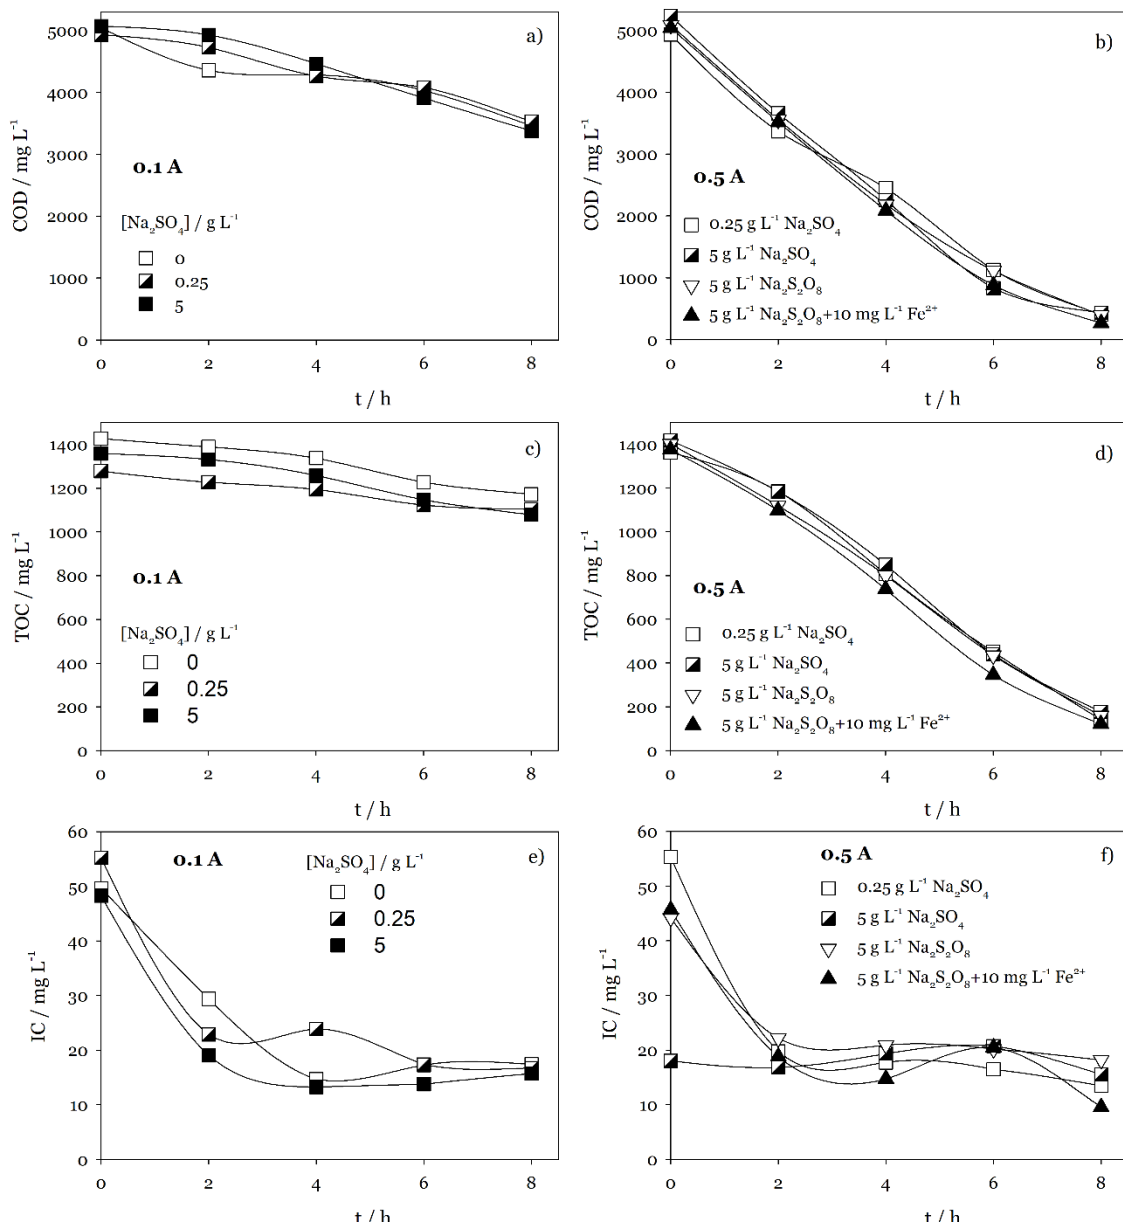 a)
5000
4000
3000
2000
1000
0
COD / mg L⁻¹
0.1 A
[Na₂SO₄] / g L⁻¹
0
0.25
5
0 2 4 6 8
t / h
b)
5000
4000
3000
2000
1000
0
COD / mg L⁻¹
0.5 A
0.25 g L⁻¹ Na₂SO₄
5 g L⁻¹ Na₂SO₄
5 g L⁻¹ Na₂S₂O₈
5 g L⁻¹ Na₂S₂O₈+10 mg L⁻¹ Fe²⁺
0 2 4 6 8
t / h
c)
1400
1200
1000
800
600
400
200
0
TOC / mg L⁻¹
0.1 A
[Na₂SO₄] / g L⁻¹
0
0.25
5
0 2 4 6 8
t / h
d)
1400
1200
1000
800
600
400
200
0
TOC / mg L⁻¹
0.5 A
0.25 g L⁻¹ Na₂SO₄
5 g L⁻¹ Na₂SO₄
5 g L⁻¹ Na₂S₂O₈
5 g L⁻¹ Na₂S₂O₈+10 mg L⁻¹ Fe²⁺
0 2 4 6 8
t / h
e)
60
50
40
30
20
10
0
IC / mg L⁻¹
0.1 A
[Na₂SO₄] / g L⁻¹
0
0.25
5
0 2 4 6 8
t / h
f)
60
50
40
30
20
10
0
IC / mg L⁻¹
0.5 A
0.25 g L⁻¹ Na₂SO₄
5 g L⁻¹ Na₂SO₄
5 g L⁻¹ Na₂S₂O₈
5 g L⁻¹ Na₂S₂O₈+10 mg L⁻¹ Fe²⁺
0 2 4 6 8
t / h